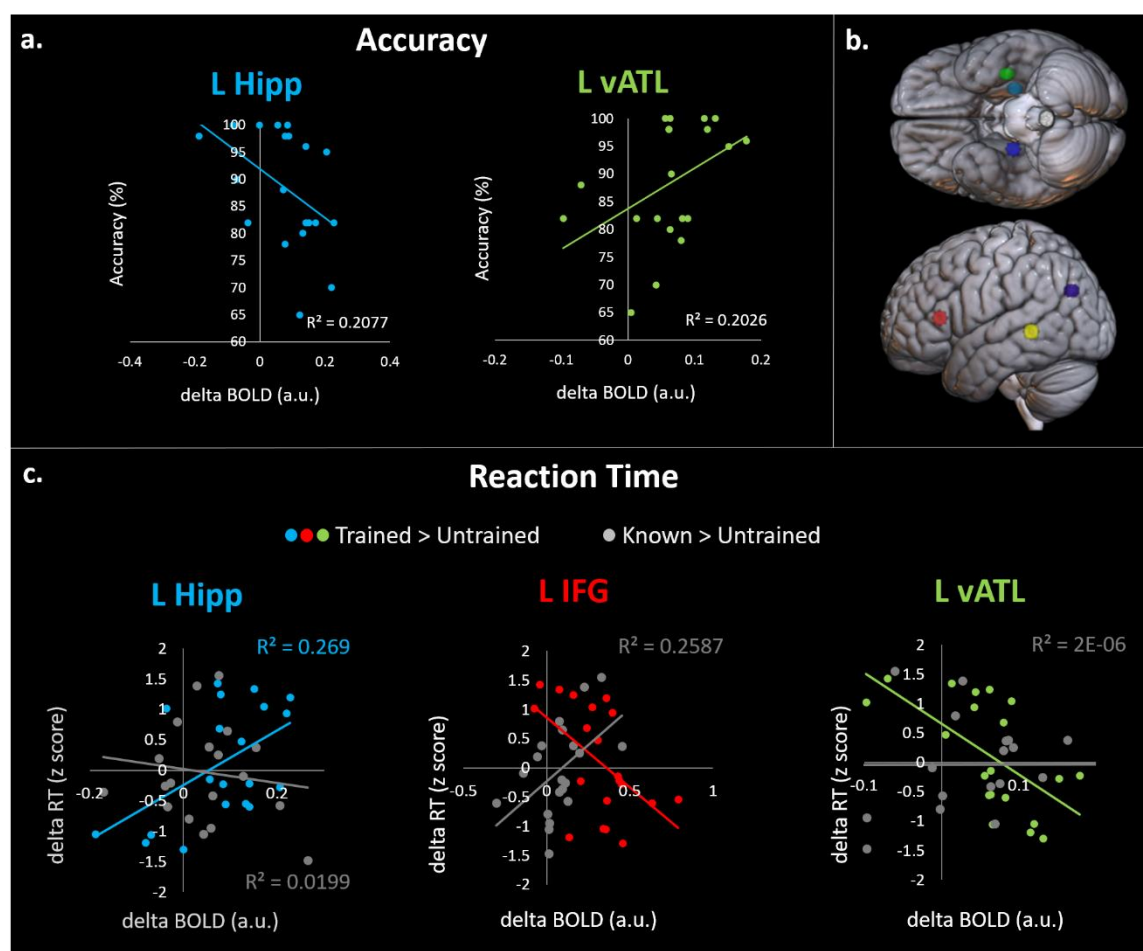 a.
Accuracy
b.
L Hipp
L vATL
Accuracy (%)
100
95
90
85
80
75
70
65
60
R² = 0.2077
-0.4
-0.2
0
0.2
0.4
delta BOLD (a.u.)
Accuracy (%)
100
95
90
85
80
75
70
65
60
R² = 0.2026
-0.2
-0.1
0
0.1
0.2
delta BOLD (a.u.)
c.
Reaction Time
Trained > Untrained
Known > Untrained
L Hipp
L IFG
L vATL
R² = 0.269
delta RT (z score)
2
1.5
1
0.5
0
-0.5
-1
-1.5
-2
-0.2
0
0.2
R² = 0.0199
delta BOLD (a.u.)
R² = 0.2587
delta RT (z score)
2
1.5
1
0.5
0
-0.5
-1
-1.5
-2
-0.5
0
0.5
1
delta BOLD (a.u.)
R² = 2E-06
delta RT (z score)
2
1.5
1
0.5
0
-0.5
-1
-1.5
-2
-0.1
0.1
delta BOLD (a.u.)